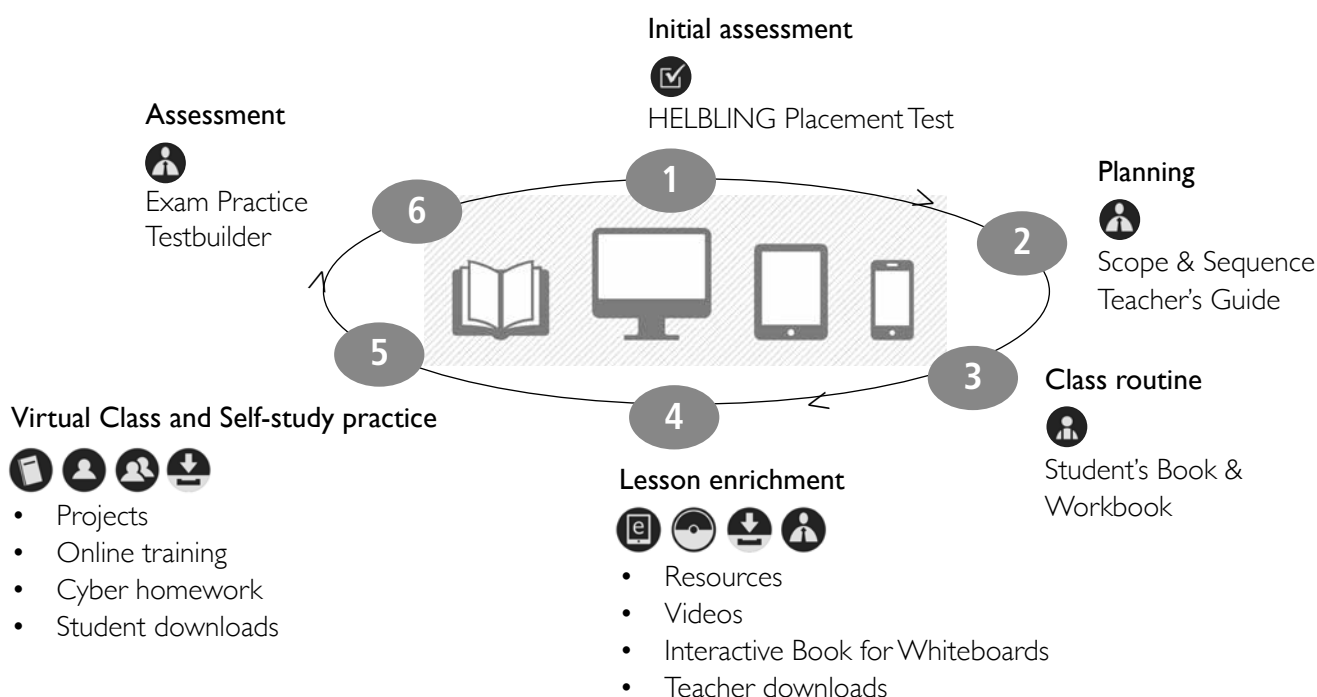 Initial assessment
HELBLING Placement Test
1
Planning
Scope & Sequence
Teacher's Guide
2
Class routine
Student's Book &
Workbook
3
4
Lesson enrichment
e
• Resources
• Videos
• Interactive Book for Whiteboards
• Teacher downloads
5
Virtual Class and Self-study practice
• Projects
• Online training
• Cyber homework
• Student downloads
Assessment
Exam Practice
Testbuilder
6